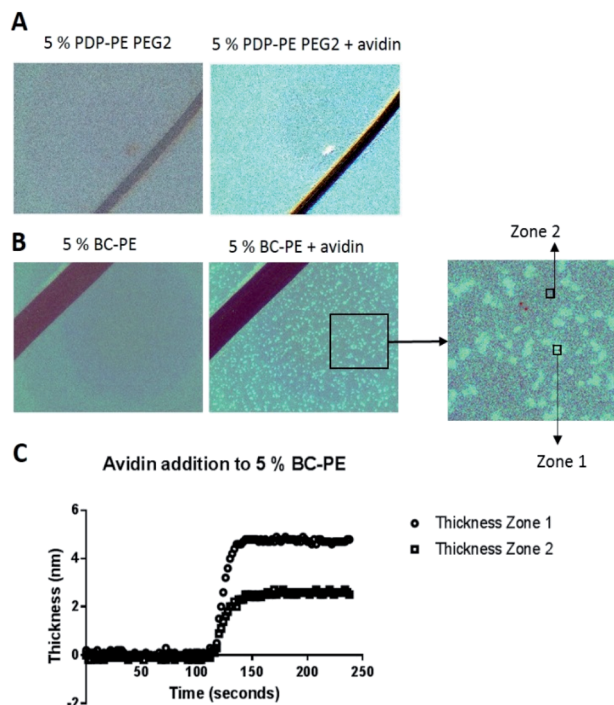 A
5 % PDP-PE PEG2
5 % PDP-PE PEG2 + avidin
B
5 % BC-PE
5 % BC-PE + avidin
Zone 2
Zone 1
C
Avidin addition to 5 % BC-PE
Thickness (nm)
6
4
2
0
-2
50
100
150
200
250
Time (seconds)
Thickness Zone 1
Thickness Zone 2